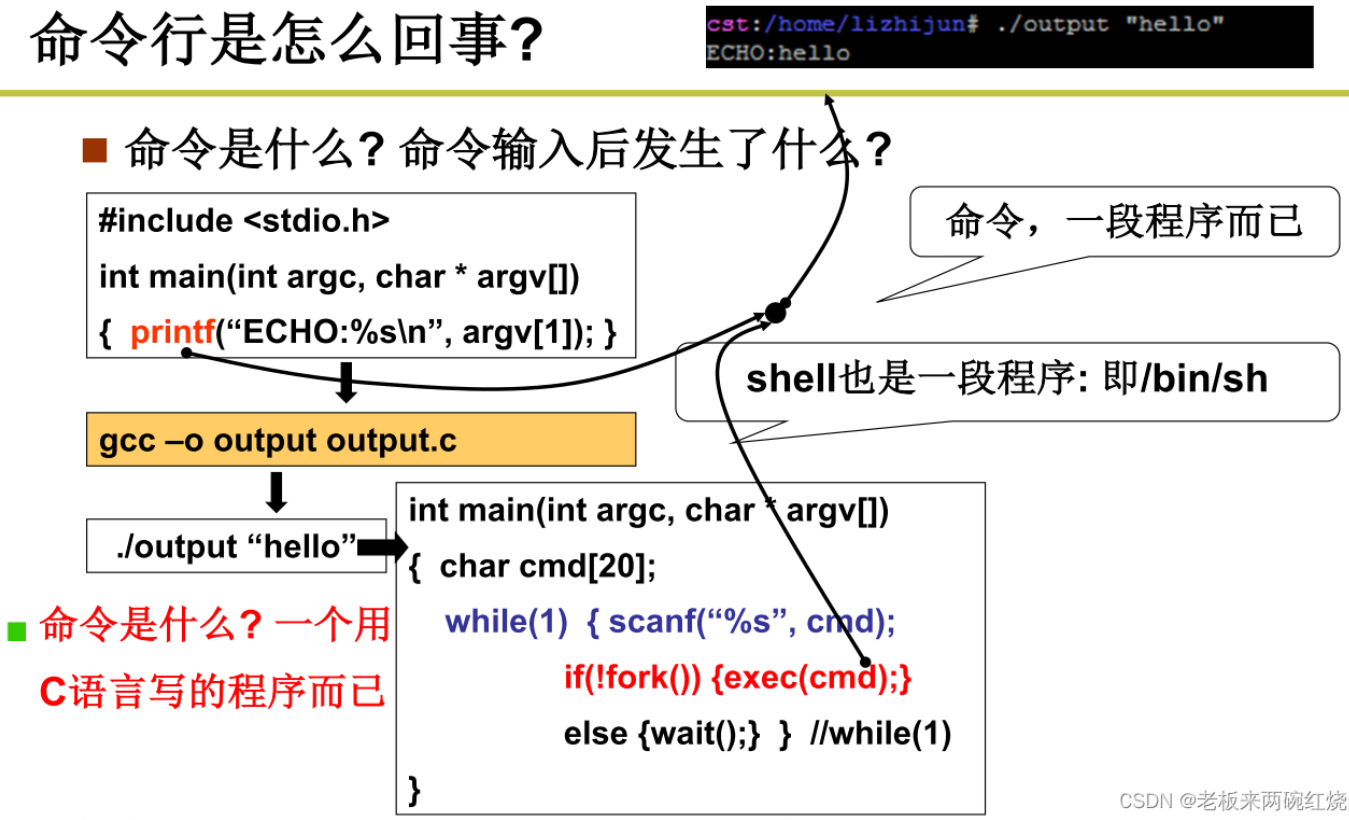 命令行是怎么回事?
cst:/home/lizhijun# ./output "hello"
ECHO:hello
命令是什么? 命令输入后发生了什么?
#include <stdio.h>
int main(int argc, char * argv[])
{ printf(“ECHO:%s\n”, argv[1]); }
命令，一段程序而已
shell也是一段程序: 即/bin/sh
gcc –o output output.c
./output “hello”
int main(int argc, char * argv[])
{ char cmd[20];
while(1) { scanf(“%s”, cmd);
if(!fork()) {exec(cmd);}
else {wait();} } //while(1)
}
命令是什么? 一个用
C语言写的程序而已
CSDN @老板来两碗红烧